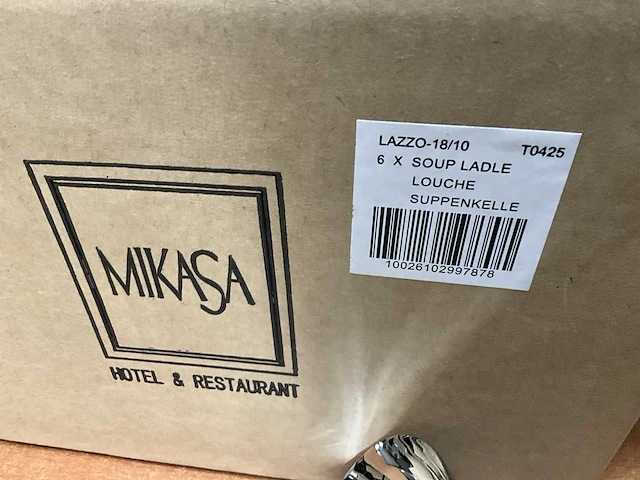 MIKASA
HOTEL & RESTAURANT
LAZZO-18/10 T0425
6 X SOUP LADLE
LOUCHE
SUPPENKELLE
10026102997878